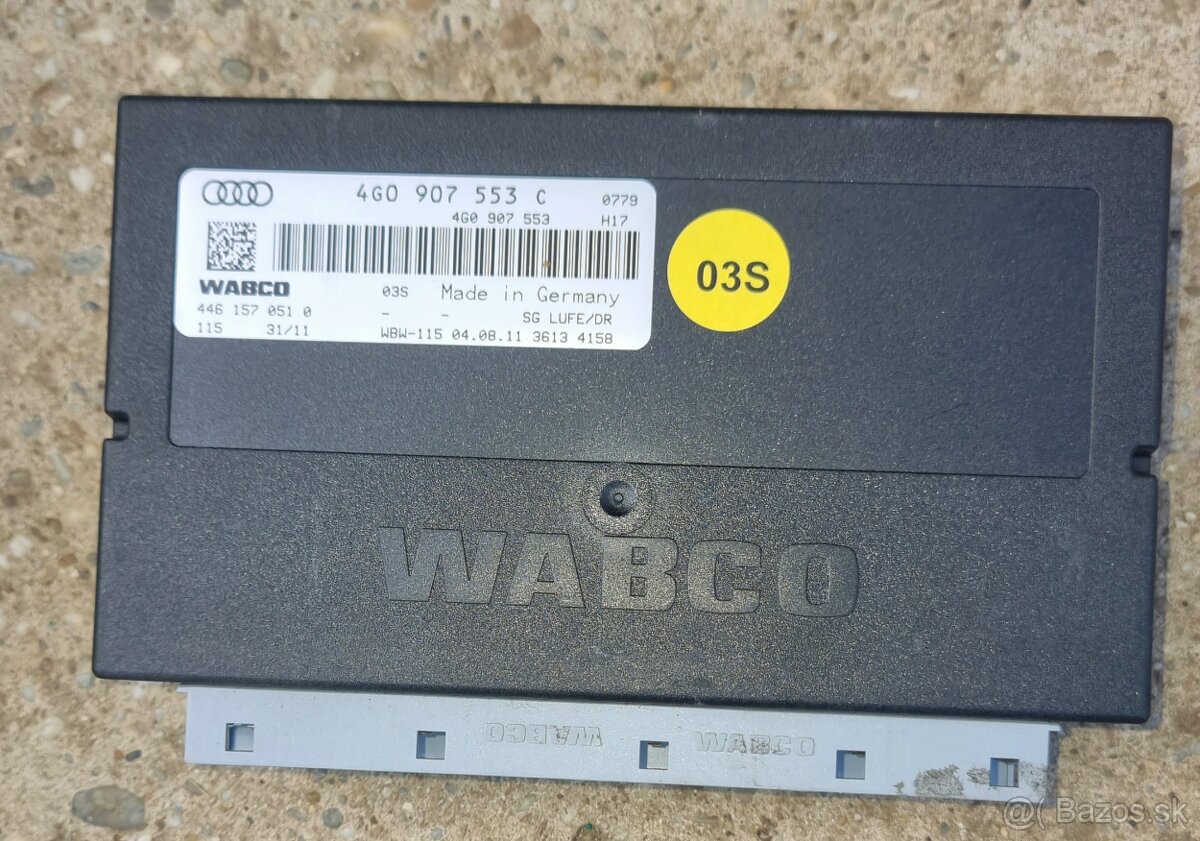 4G0 907 553 C 0779
4G0 907 553 H17
WABCO 03S Made in Germany
446 157 051 0 - - SG LUFE/DR
115 31/11 WBW-115 04.08.11 3613 4158
03S
WABCO
WABCO WABCO
@( Bazos.sk